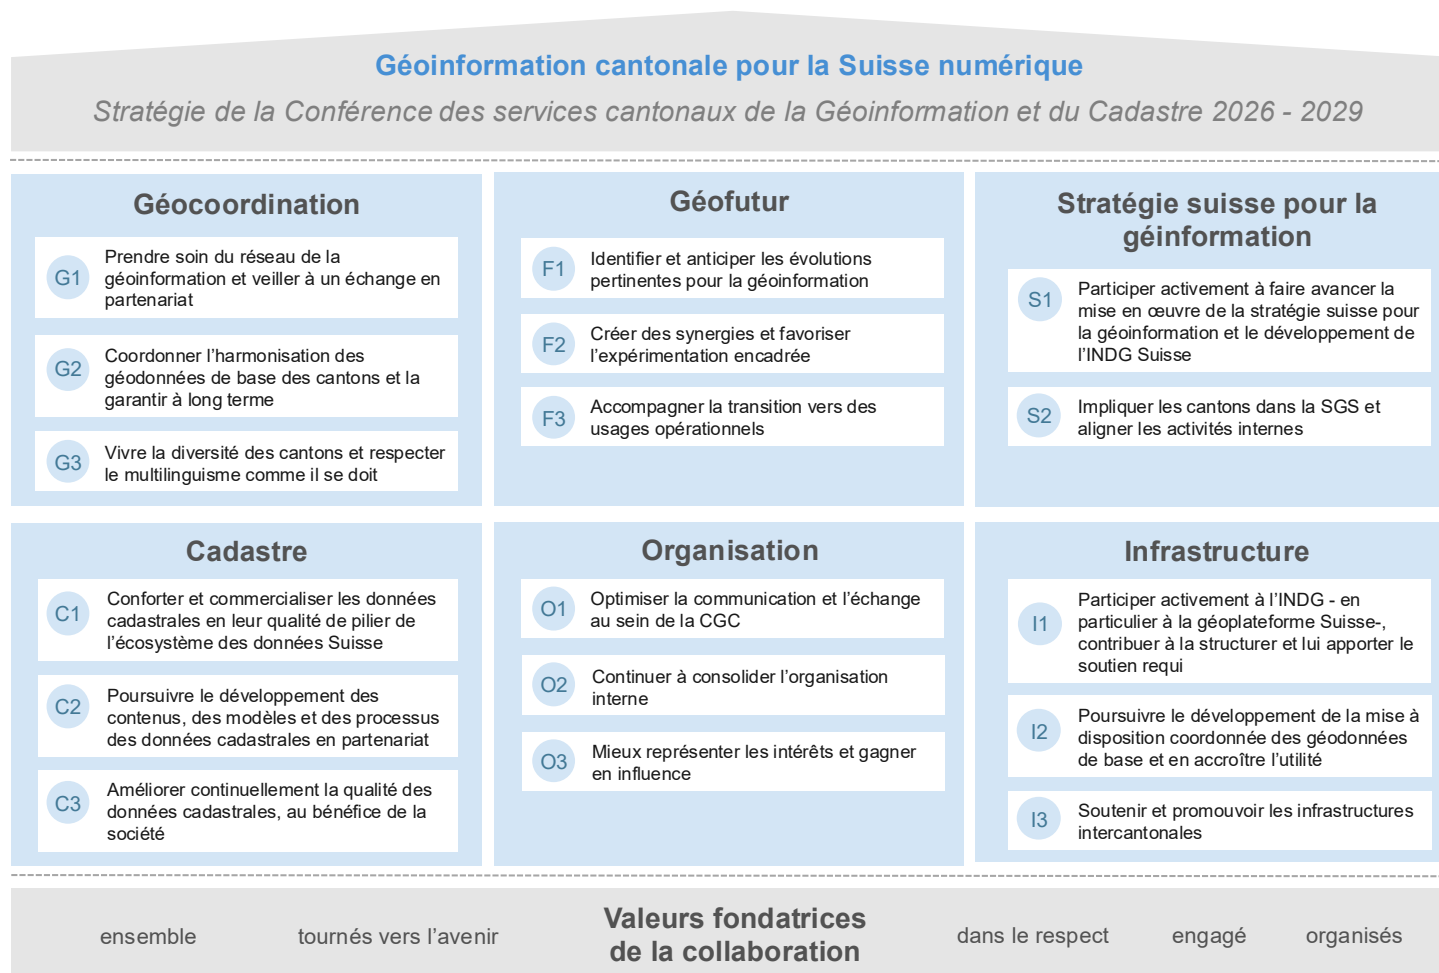 Géoinformation cantonale pour la Suisse numérique
Stratégie de la Conférence des services cantonaux de la Géoinformation et du Cadastre 2026 - 2029
Géocoordination
G1
Prendre soin du réseau de la
géoinformation et veiller à un échange en
partenariat
G2
Coordonner l’harmonisation des
géodonnées de base des cantons et la
garantir à long terme
G3
Vivre la diversité des cantons et respecter
le multilinguisme comme il se doit
Géofutur
F1
Identifier et anticiper les évolutions
pertinentes pour la géoinformation
F2
Créer des synergies et favoriser
l’expérimentation encadrée
F3
Accompagner la transition vers des
usages opérationnels
Stratégie suisse pour la
géinformation
S1
Participer activement à faire avancer la
mise en œuvre de la stratégie suisse pour
la géoinformation et le développement de
l’INDG Suisse
S2
Impliquer les cantons dans la SGS et
aligner les activités internes
Cadastre
C1
Conforter et commercialiser les données
cadastrales en leur qualité de pilier de
l’écosystème des données Suisse
C2
Poursuivre le développement des
contenus, des modèles et des processus
des données cadastrales en partenariat
C3
Améliorer continuellement la qualité des
données cadastrales, au bénéfice de la
société
Organisation
O1
Optimiser la communication et l’échange
au sein de la CGC
O2
Continuer à consolider l’organisation
interne
O3
Mieux représenter les intérêts et gagner
en influence
Infrastructure
I1
Participer activement à l’INDG - en
particulier à la géoplateforme Suisse-,
contribuer à la structurer et lui apporter le
soutien requi
I2
Poursuivre le développement de la mise à
disposition coordonnée des géodonnées
de base et en accroître l’utilité
I3
Soutenir et promouvoir les infrastructures
intercantonales
ensemble
tournés vers l’avenir
Valeurs fondatrices
de la collaboration
dans le respect
engagé
organisés